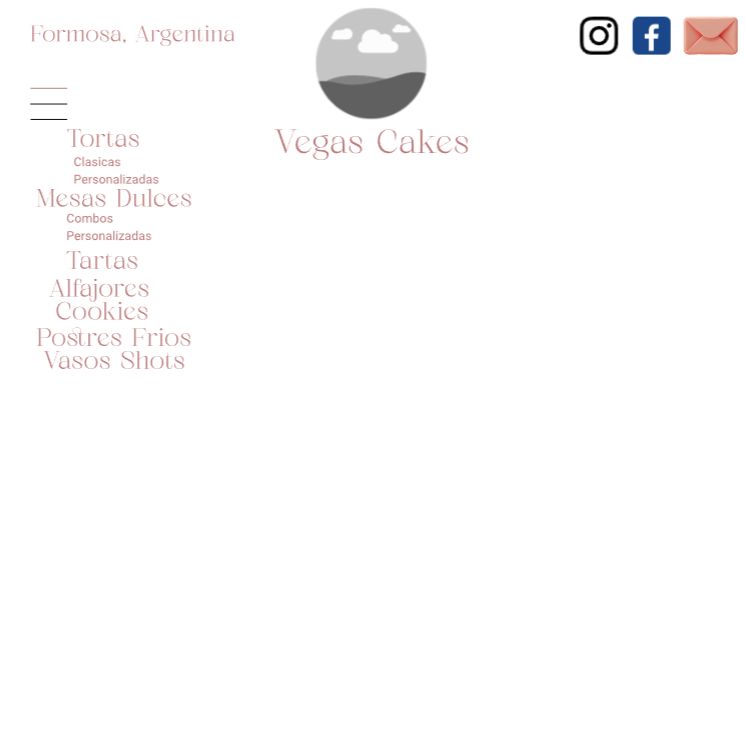 Formosa, Argentina
Vegas Cakes
Tortas
Clasicas
Personalizadas
Mesas Dulces
Combos
Personalizadas
Tartas
Alfajores
Cookies
Postres Frios
Vasos Shots